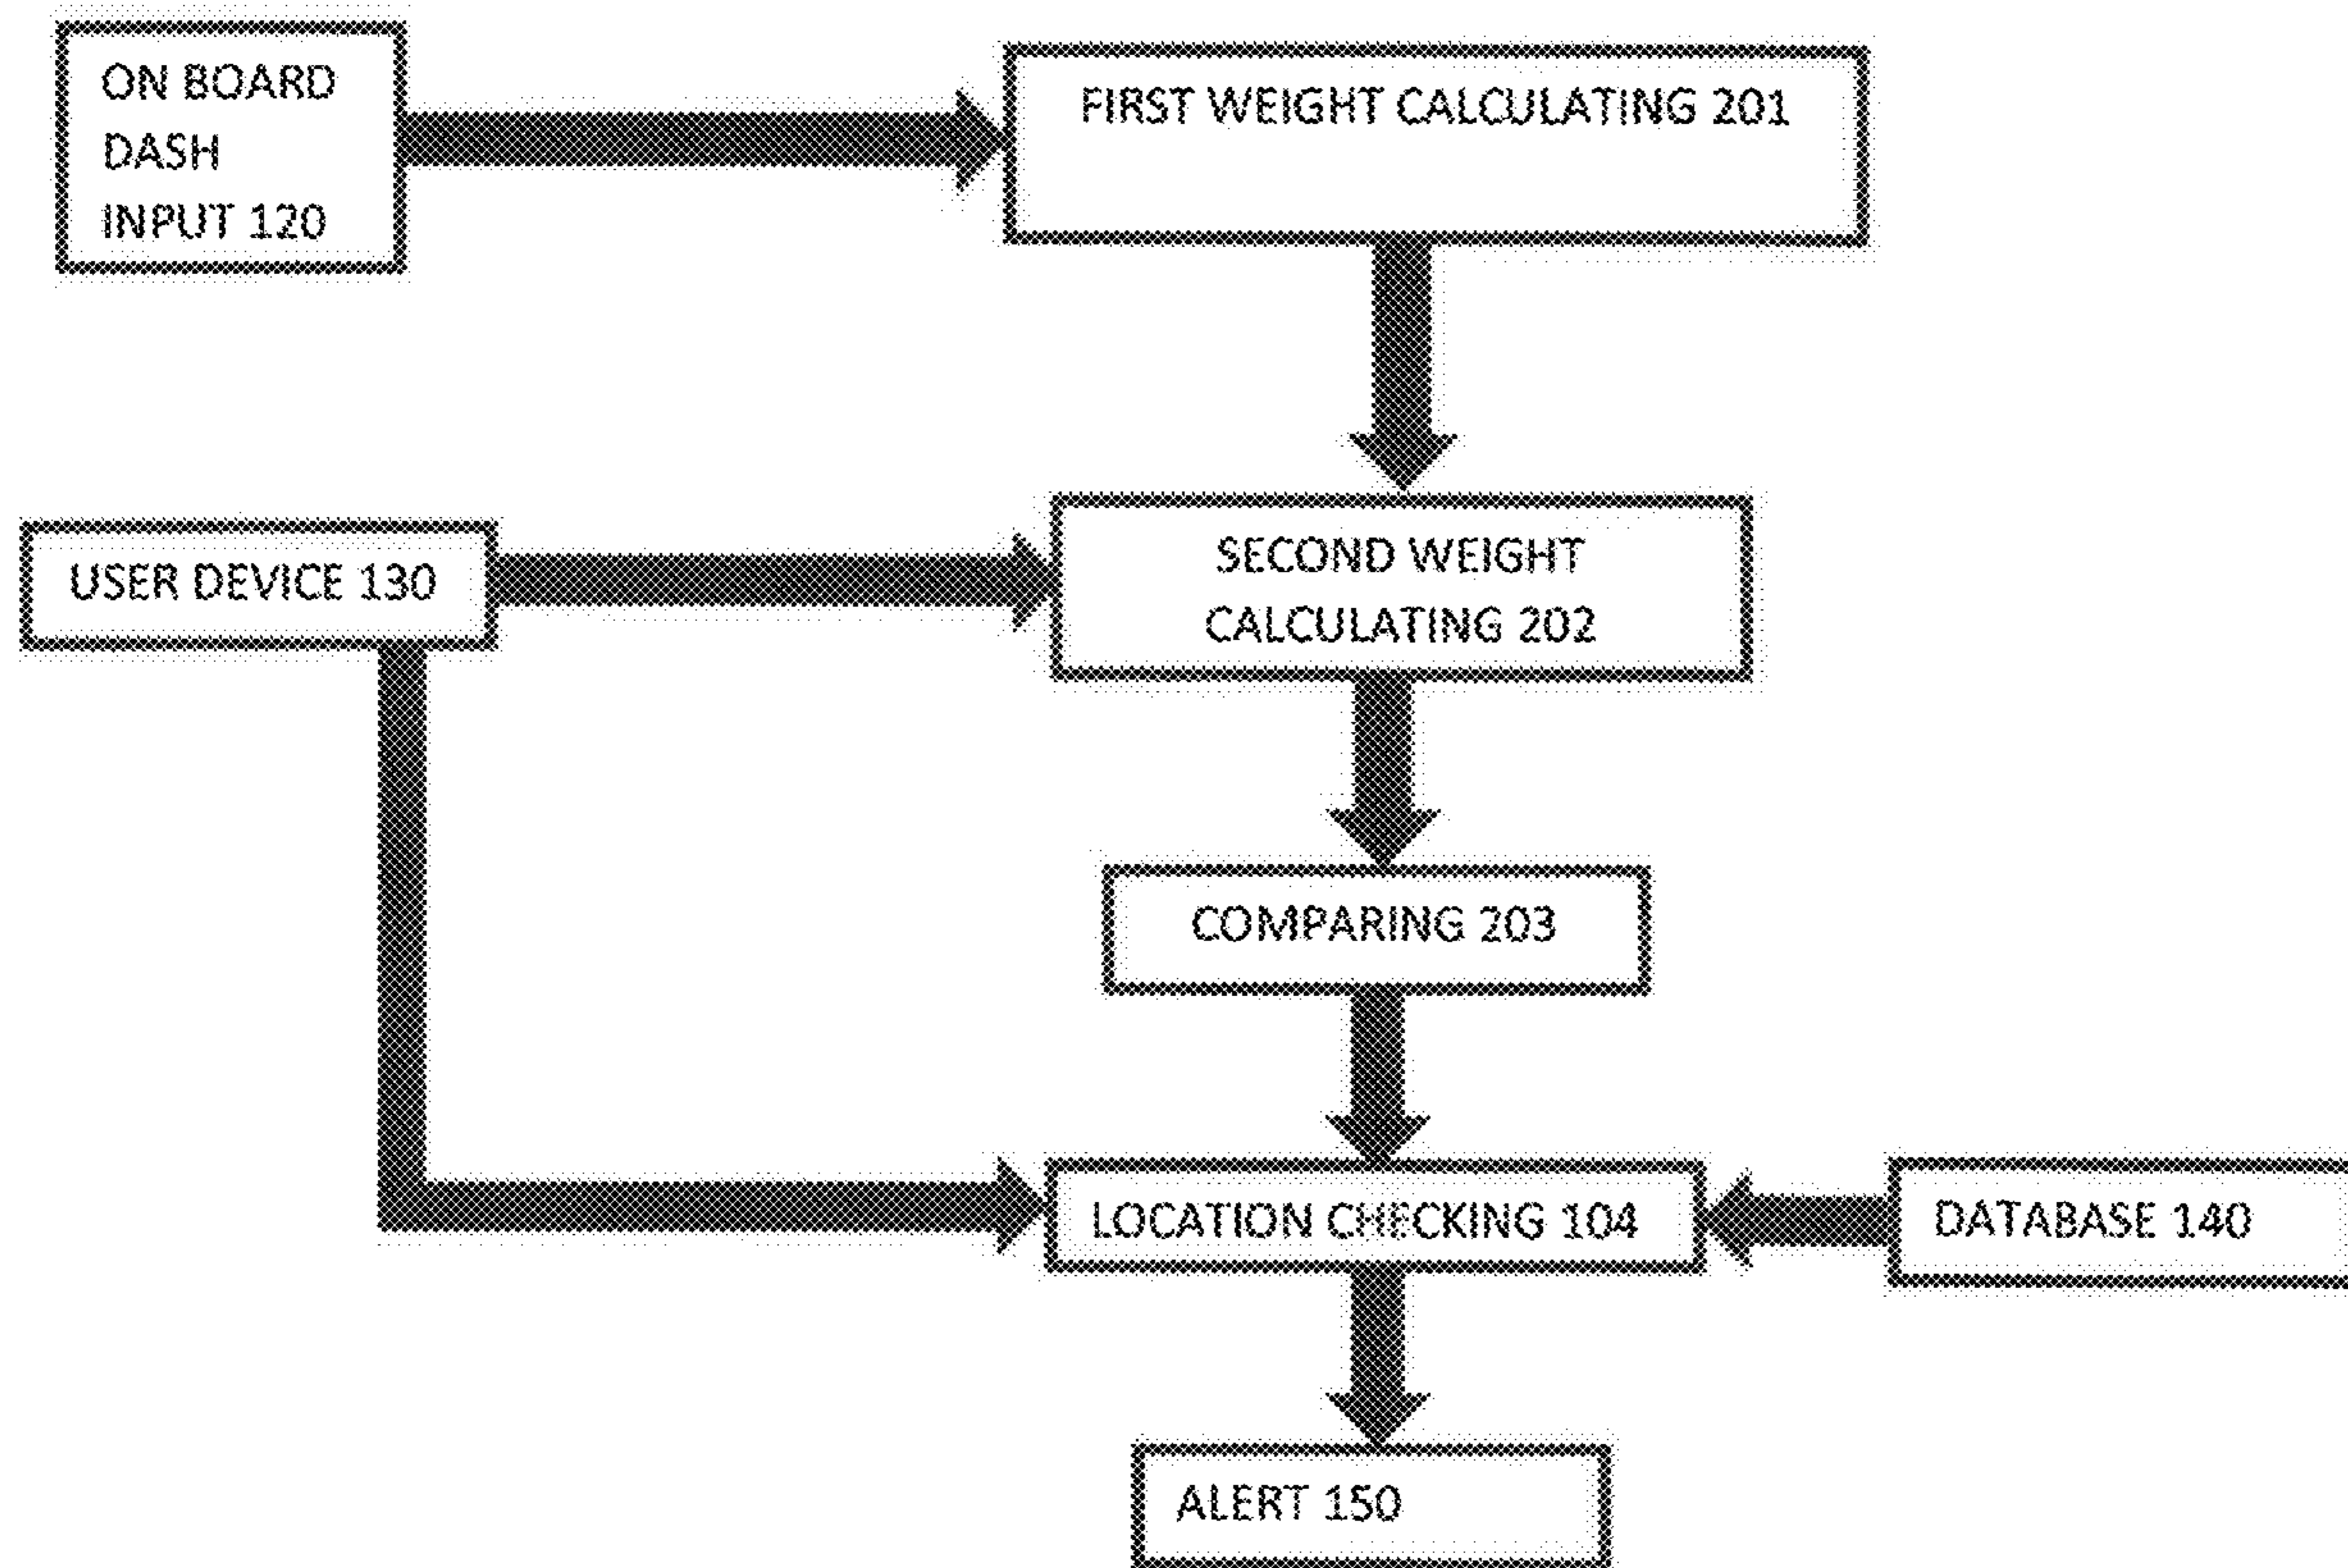 ON BOARD
DASH
INPUT 120
FIRST WEIGHT CALCULATING 201
USER DEVICE 130
SECOND WEIGHT
CALCULATING 202
COMPARING 203
LOCATION CHECKING 104
DATABASE 140
ALERT 150